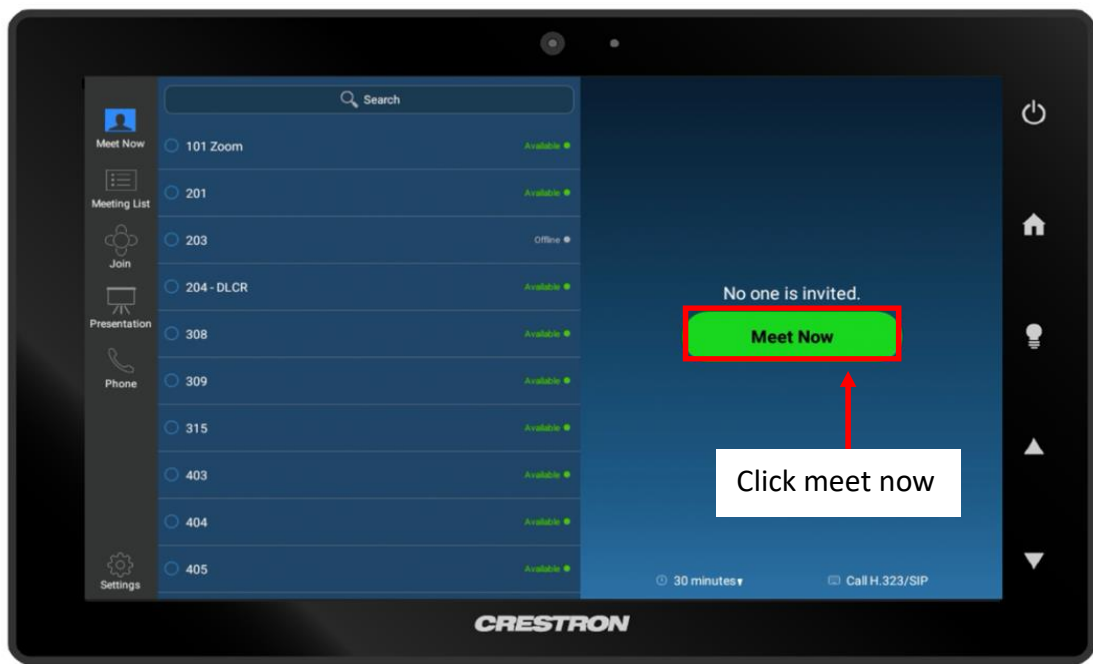 Search
Meet Now
101 Zoom Available
Meeting List
201 Available
203 Offline
Join
204 - DLCR Available
Presentation
308 Available
Phone
309 Available
315 Available
403 Available
404 Available
Settings
405 Available
No one is invited.
Meet Now
Click meet now
30 minutes
Call H.323/SIP
CRESTRON